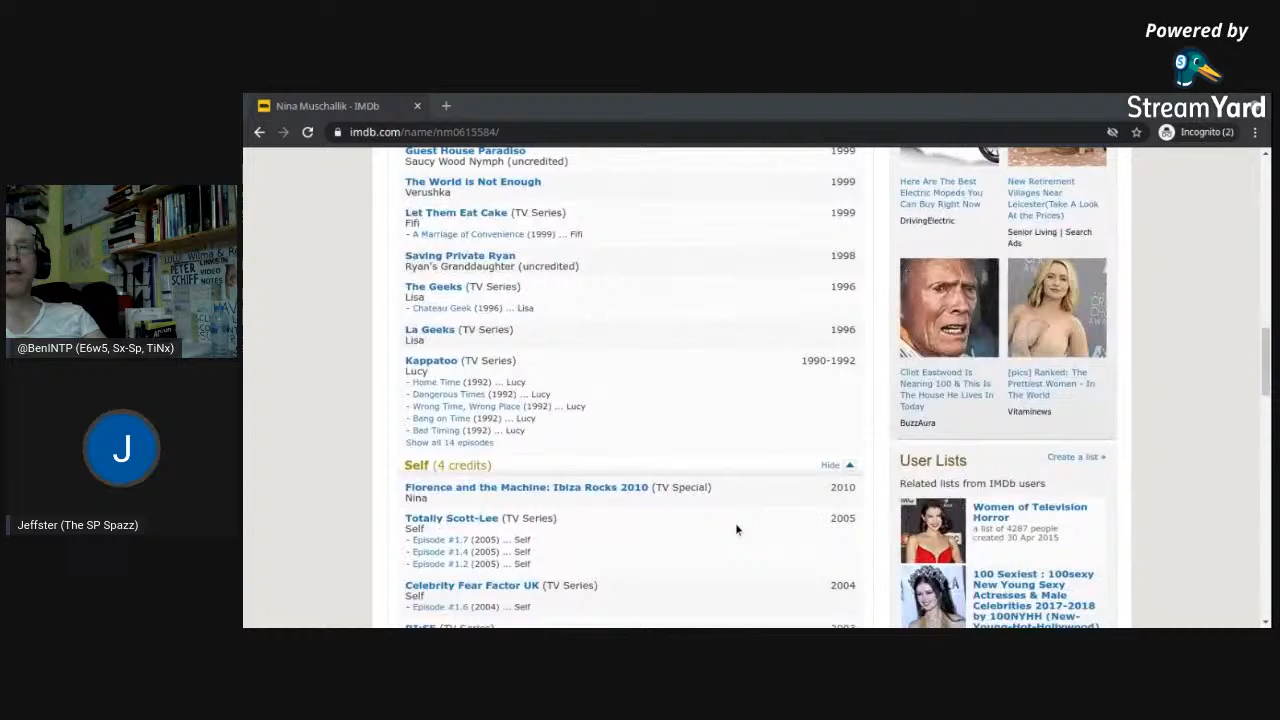 Powered by
StreamYard
Nina Muschallik - IMDb
imdb.com/name/nm0615584/
Incognito (2)
Guest House Paradiso
1999
Saucy Wood Nymph (uncredited)
The World is Not Enough
1999
Verushka
Let Them Eat Cake (TV Series)
1999
Fifi
- A Marriage of Convenience (1999) ... Fifi
Saving Private Ryan
1998
Ryan's Granddaughter (uncredited)
The Geeks (TV Series)
1996
Lisa
- Chateau Geek (1996) ... Lisa
La Geeks (TV Series)
1996
Lisa
Kappatoo (TV Series)
1990-1992
Lucy
- Home Time (1992) ... Lucy
- Dangerous Times (1992) ... Lucy
- Wrong Time, Wrong Place (1992) ... Lucy
- Bang on Time (1992) ... Lucy
- Bad Timing (1992) ... Lucy
Show all 14 episodes
Self (4 credits)
Hide
Florence and the Machine: Ibiza Rocks 2010 (TV Special)
2010
Nina
Totally Scott-Lee (TV Series)
2005
Self
- Episode #1.7 (2005) ... Self
- Episode #1.4 (2005) ... Self
- Episode #1.2 (2005) ... Self
Celebrity Fear Factor UK (TV Series)
2004
Self
- Episode #1.6 (2004) ... Self
Here Are The Best
Electric Mopeds You
Can Buy Right Now
DrivingElectric
New Retirement
Villages Near
Leicester(Take A Look
At the Prices)
Senior Living | Search
Ads
Clint Eastwood Is
Nearing 100 & This Is
The House He Lives In
Today
BuzzAura
[pics] Ranked: The
Prettiest Women - In
The World
Vitaminews
User Lists
Create a list »
Related lists from IMDb users
Women of Television
Horror
a list of 4287 people
created 30 Apr 2015
100 Sexiest : 100sexy
New Young Sexy
Actresses & Male
Celebrities 2017-2018
by 100NYHH (New-
Young-Hot-Hollywood)
PETER
SCHIFF
VIDEO
NOTES
@BenINTP (E6w5, Sx-Sp, TiNx)
J
Jeffster (The SP Spazz)